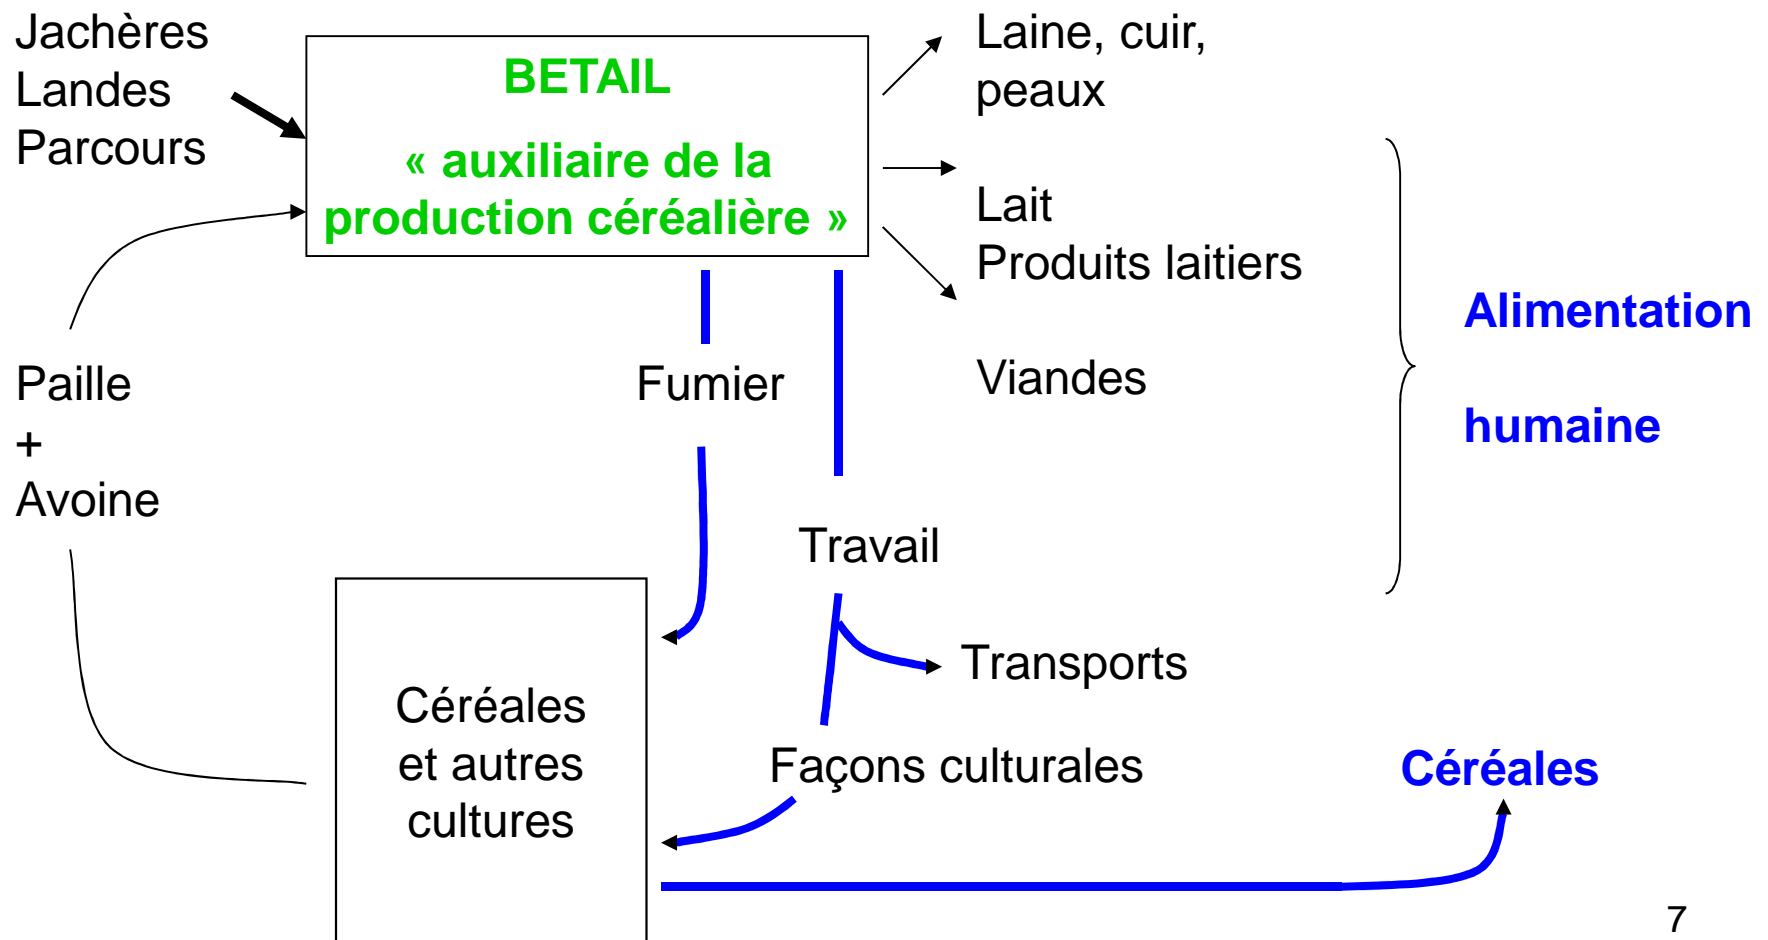 Jachères
Landes
Parcours
BETAIL
« auxiliaire de la
production céréalière »
Laine, cuir,
peaux
Lait
Produits laitiers
Viandes
Alimentation
humaine
Paille
+
Avoine
Fumier
Travail
Transports
Façons culturales
Céréales
et autres
cultures
Céréales
7